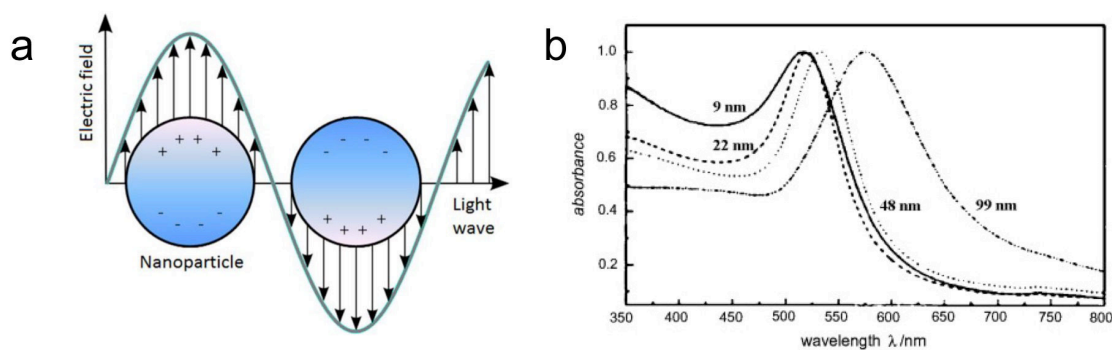 a
Electric field
+ + + +
- - - -
Nanoparticle
- - - -
+ + + +
Light
wave
b
absorbance
1.0
0.8
0.6
0.4
0.2
9 nm
22 nm
48 nm
99 nm
350 400 450 500 550 600 650 700 750 800
wavelength λ /nm